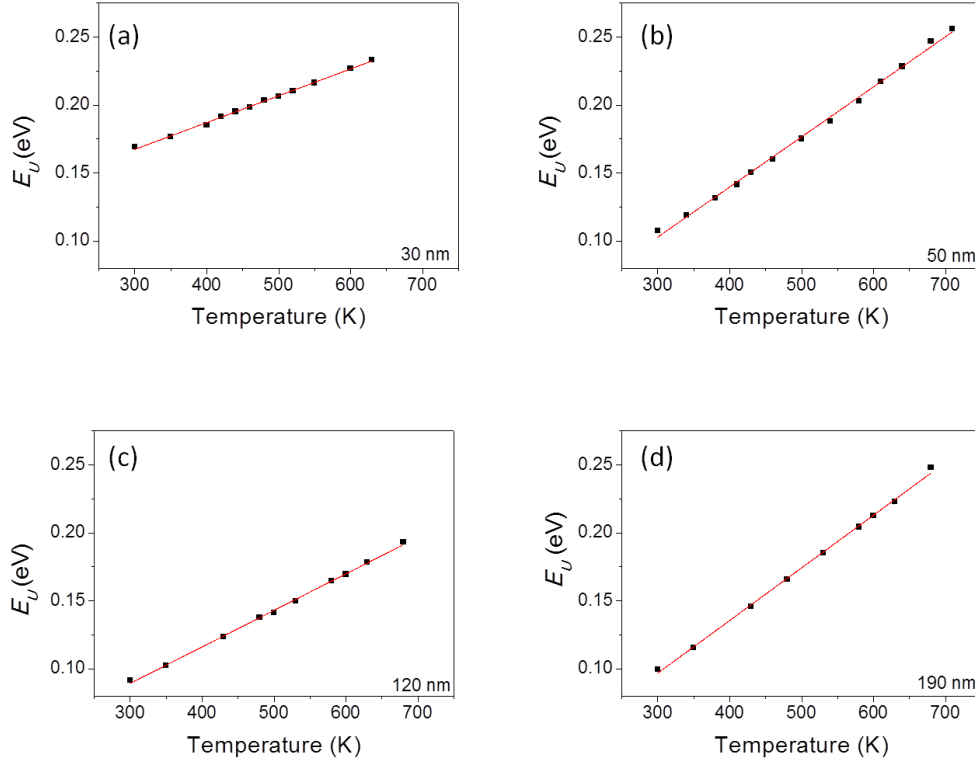 (a)
0.25
0.20
0.15
0.10
E_U (eV)
30 nm
300 400 500 600 700
Temperature (K)
(b)
0.25
0.20
0.15
0.10
E_U (eV)
50 nm
300 400 500 600 700
Temperature (K)
(c)
0.25
0.20
0.15
0.10
E_U (eV)
120 nm
300 400 500 600 700
Temperature (K)
(d)
0.25
0.20
0.15
0.10
E_U (eV)
190 nm
300 400 500 600 700
Temperature (K)